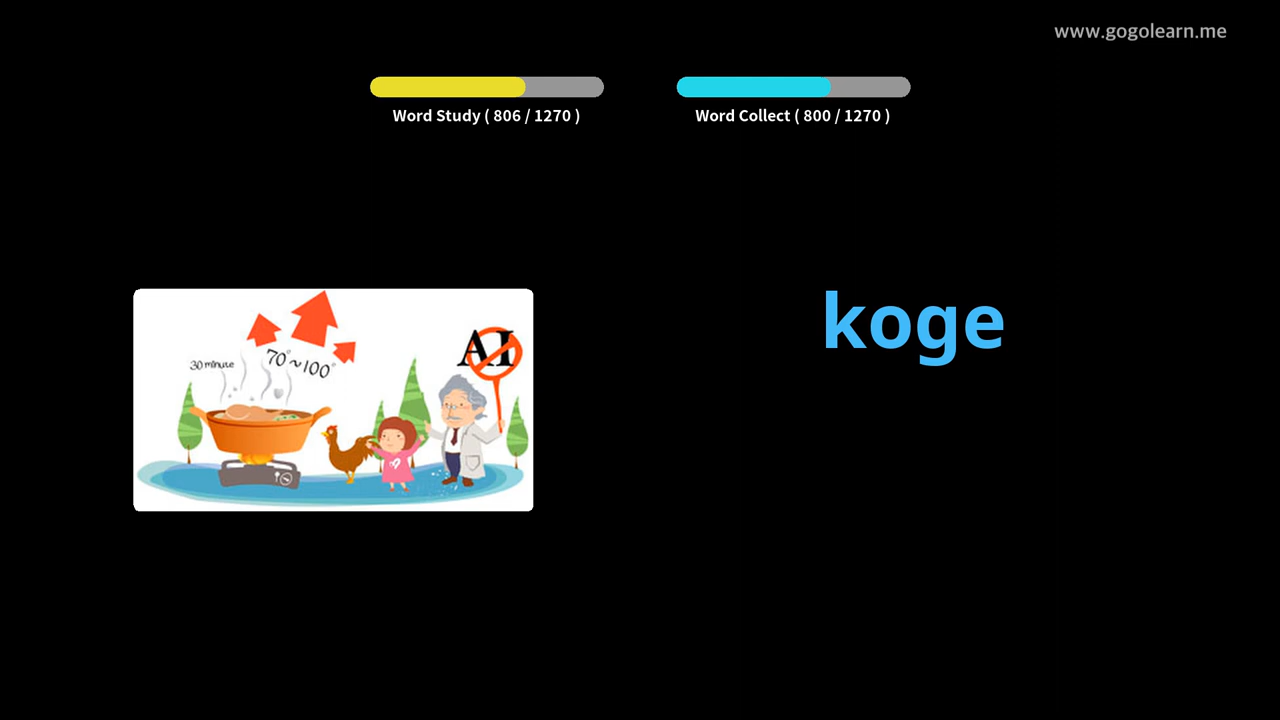 www.gogolearn.me
Word Study ( 806 / 1270 )
Word Collect ( 800 / 1270 )
koge
30 minute
70°~100°
AI